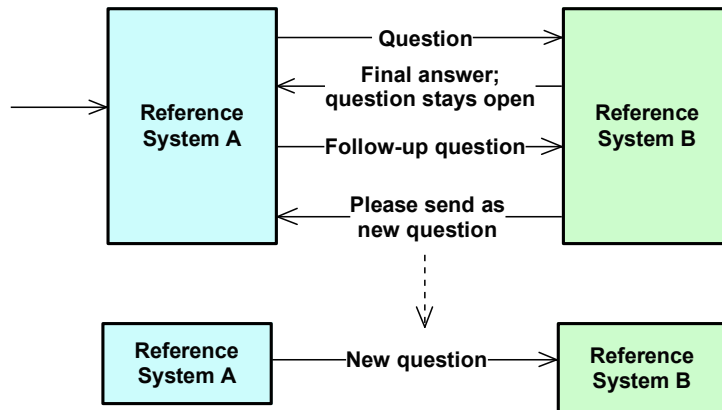 Question
Final answer;
question stays open
Reference
System A
Reference
System B
Follow-up question
Please send as
new question
Reference
System A
New question
Reference
System B